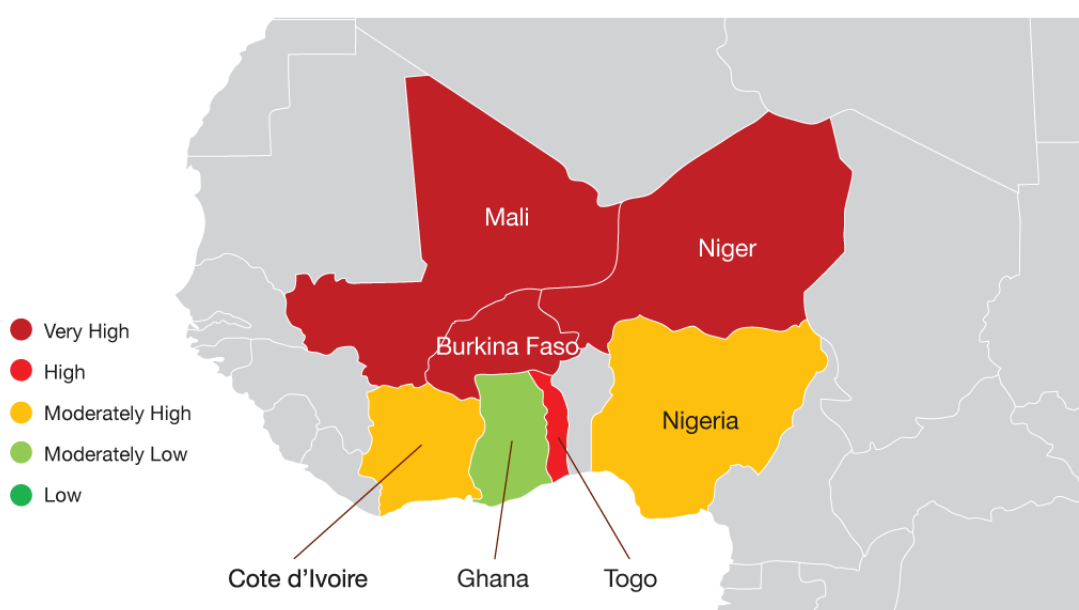 Mali
Niger
Very High
Burkina Faso
High
Moderately High
Nigeria
Moderately Low
Low
Cote d’Ivoire
Ghana
Togo